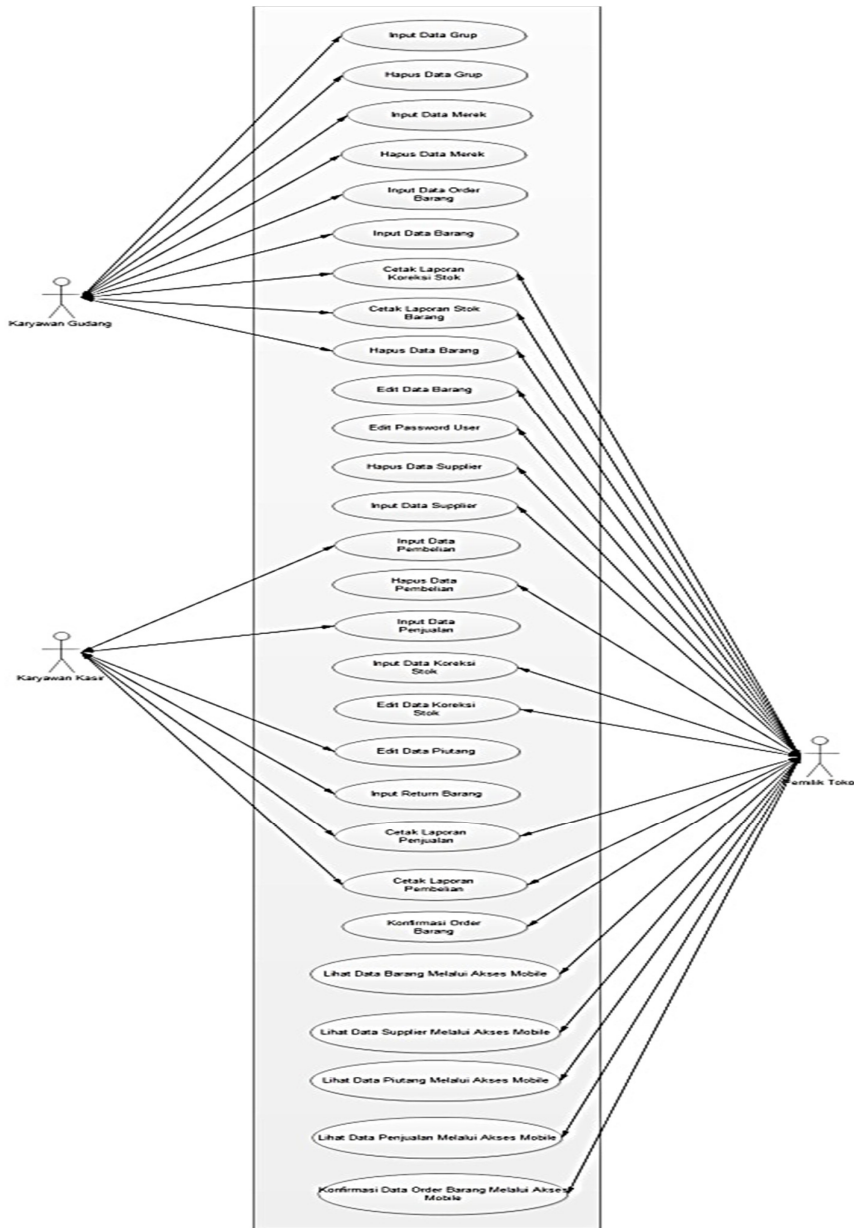 Input Data Grup
Hapus Data Grup
Input Data Merek
Hapus Data Merek
Input Data Order
Barang
Input Data Barang
Cetak Laporan
Koreksi Stok
Cetak Laporan Stok
Barang
Hapus Data Barang
Edit Data Barang
Edit Password User
Hapus Data Supplier
Input Data Supplier
Input Data
Pembelian
Hapus Data
Pembelian
Input Data
Penjualan
Input Data Koreksi
Stok
Edit Data Koreksi
Stok
Edit Data Piutang
Input Return Barang
Cetak Laporan
Penjualan
Cetak Laporan
Pembelian
Konfirmasi Order
Barang
Lihat Data Barang Melalui Akses Mobile
Lihat Data Supplier Melalui Akses Mobile
Lihat Data Piutang Melalui Akses Mobile
Lihat Data Penjualan Melalui Akses Mobile
Konfirmasi Data Order Barang Melalui Akses
Mobile
Karyawan Gudang
Karyawan Kasir
Pemilik Toko